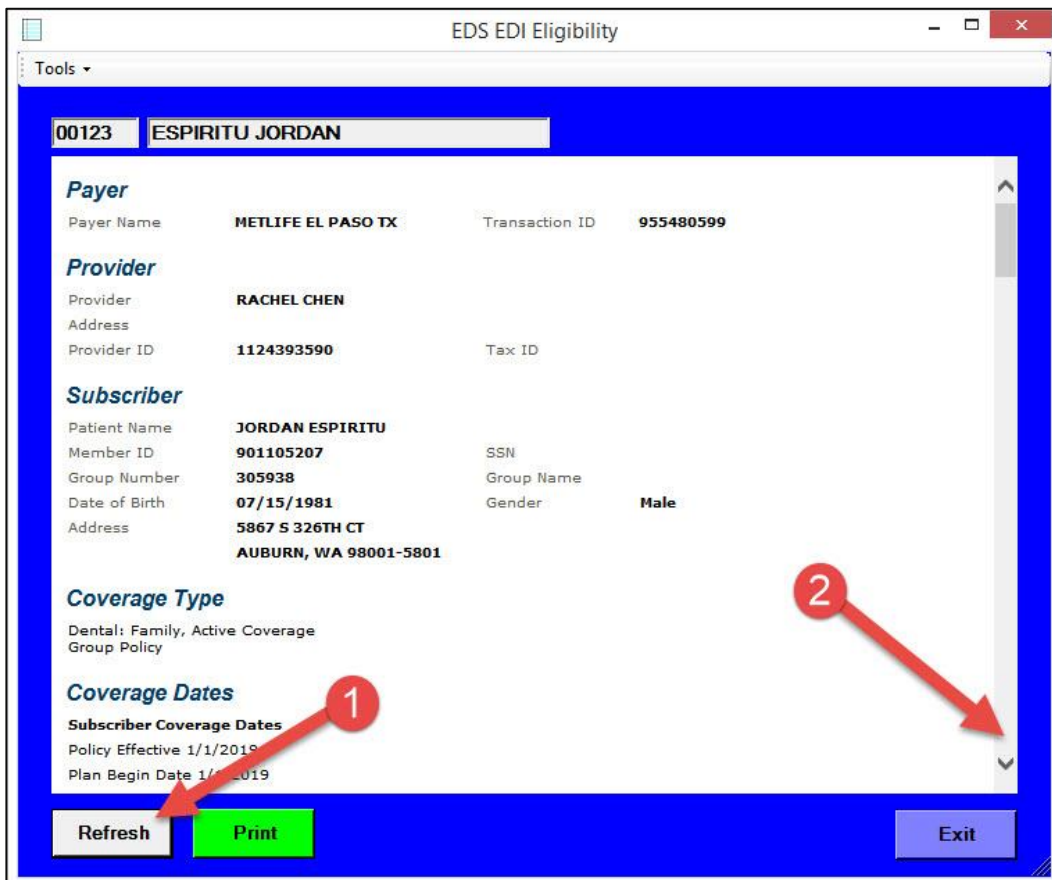 EDS EDI Eligibility
Tools
00123 ESPIRITU JORDAN
Payer
Payer Name METLIFE EL PASO TX Transaction ID 955480599
Provider
Provider RACHEL CHEN
Address
Provider ID 1124393590 Tax ID
Subscriber
Patient Name JORDAN ESPIRITU
Member ID 901105207 SSN
Group Number 305938 Group Name
Date of Birth 07/15/1981 Gender Male
Address 5867 S 326TH CT
AUBURN, WA 98001-5801
2
Coverage Type
Dental: Family, Active Coverage
Group Policy
Coverage Dates
1
Subscriber Coverage Dates
Policy Effective 1/1/2019
Plan Begin Date 1/1/2019
Refresh Print Exit